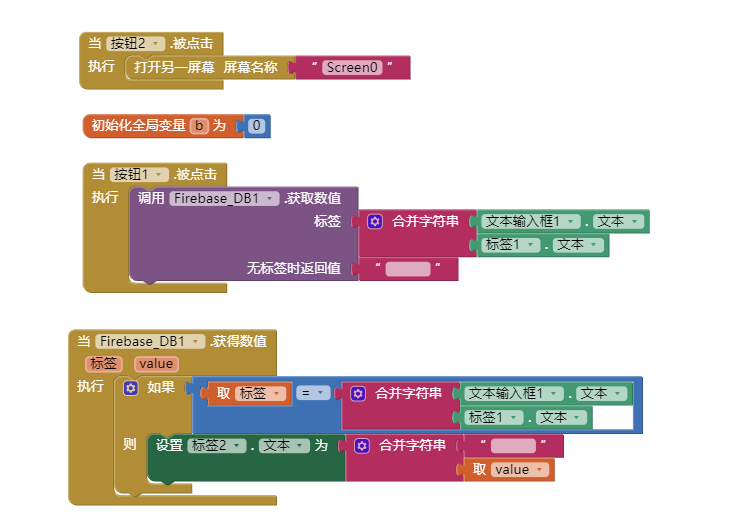 当 按钮2 .被点击
执行 打开另一屏幕 屏幕名称 “ Screen0 ”
初始化全局变量 b 为 0
当 按钮1 .被点击
执行 调用 Firebase_DB1 .获取数值
标签 合并字符串 文本输入框1 . 文本
标签1 . 文本
无标签时返回值 “ ”
当 Firebase_DB1 .获得数值
标签 value
执行 如果 取 标签 = 合并字符串 文本输入框1 . 文本
标签1 . 文本
则 设置 标签2 . 文本 为 合并字符串 “ ”
取 value